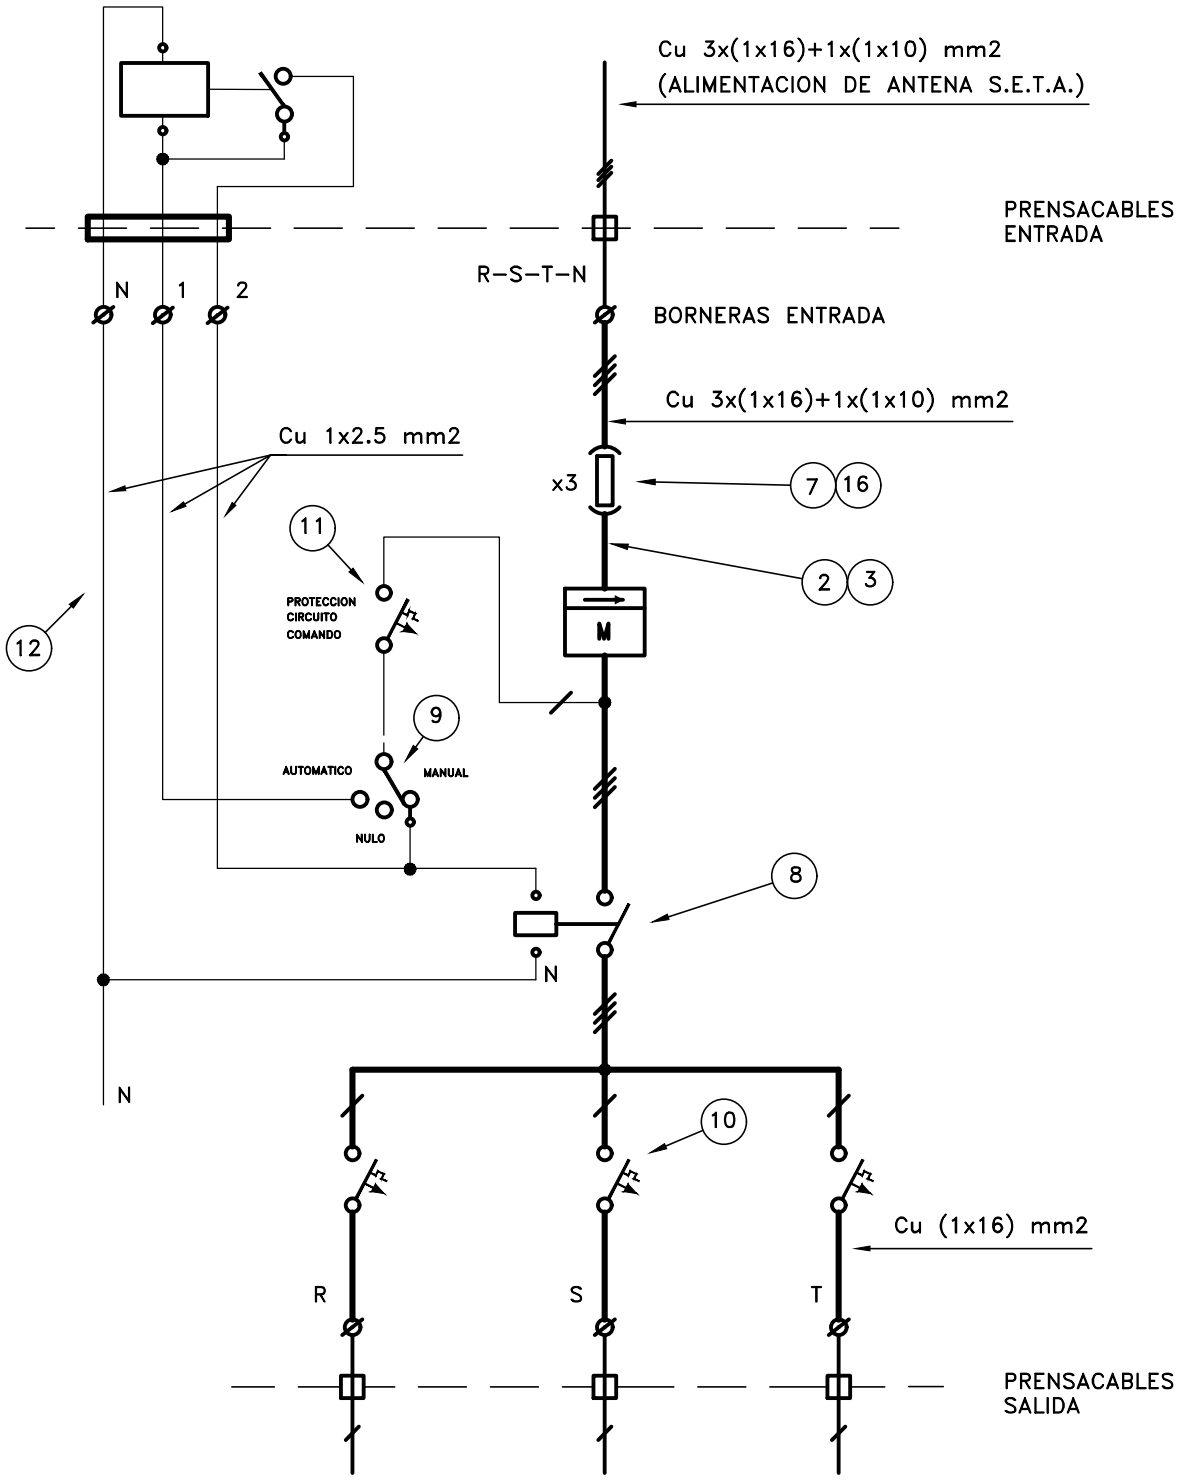 Cu 3x(1x16)+1x(1x10) mm2
(ALIMENTACION DE ANTENA S.E.T.A.)
PRENSACABLES
ENTRADA
R-S-T-N
N
1
2
BORNERAS ENTRADA
Cu 3x(1x16)+1x(1x10) mm2
Cu 1x2.5 mm2
x3
7
16
11
2
3
PROTECCION
CIRCUITO
COMANDO
M
12
9
AUTOMATICO
MANUAL
NULO
8
N
N
10
Cu (1x16) mm2
R
S
T
PRENSACABLES
SALIDA